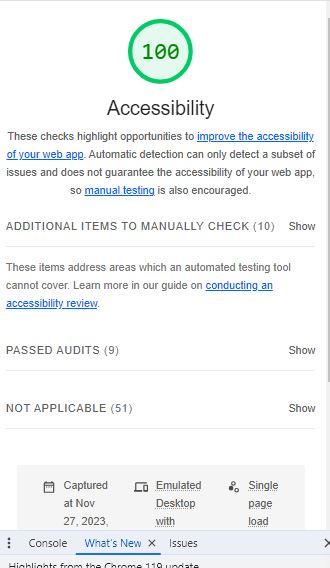 100
Accessibility
These checks highlight opportunities to improve the accessibility
of your web app. Automatic detection can only detect a subset of
issues and does not guarantee the accessibility of your web app,
so manual testing is also encouraged.
ADDITIONAL ITEMS TO MANUALLY CHECK (10) Show
These items address areas which an automated testing tool
cannot cover. Learn more in our guide on conducting an
accessibility review.
PASSED AUDITS (9) Show
NOT APPLICABLE (51) Show
Captured Emulated Single
at Nov Desktop page
27, 2023, with load
Console What's New Issues
Highlights from the Chrome 119 update